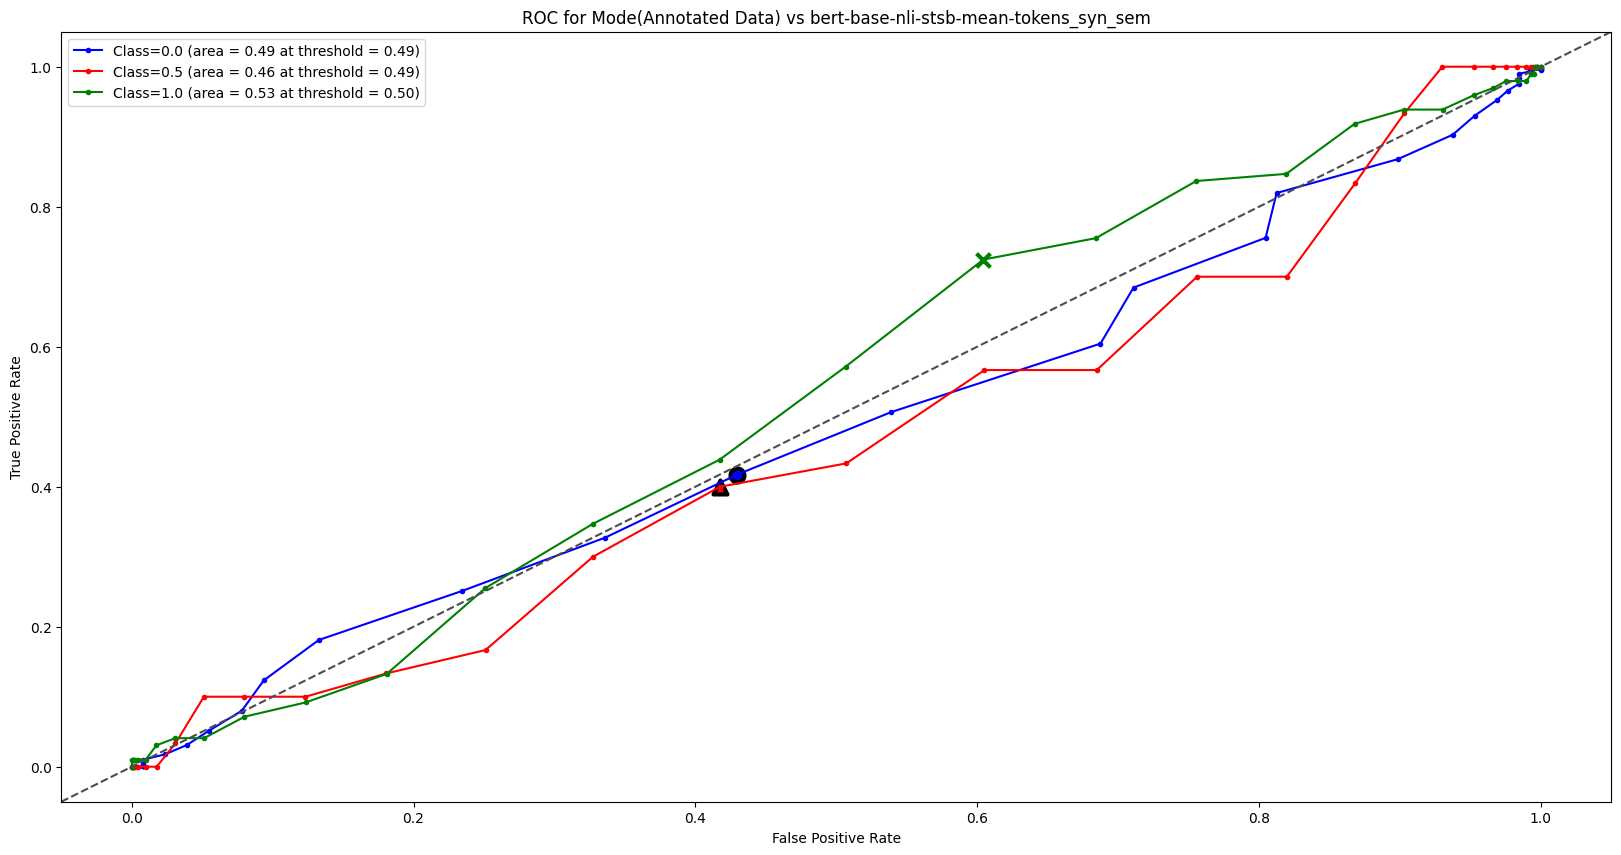 ROC for Mode(Annotated Data) vs bert-base-nli-stsb-mean-tokens_syn_sem
Class=0.0 (area = 0.49 at threshold = 0.49)
Class=0.5 (area = 0.46 at threshold = 0.49)
Class=1.0 (area = 0.53 at threshold = 0.50)
1.0
0.8
0.6
0.4
0.2
0.0
True Positive Rate
0.0 0.2 0.4 0.6 0.8 1.0
False Positive Rate